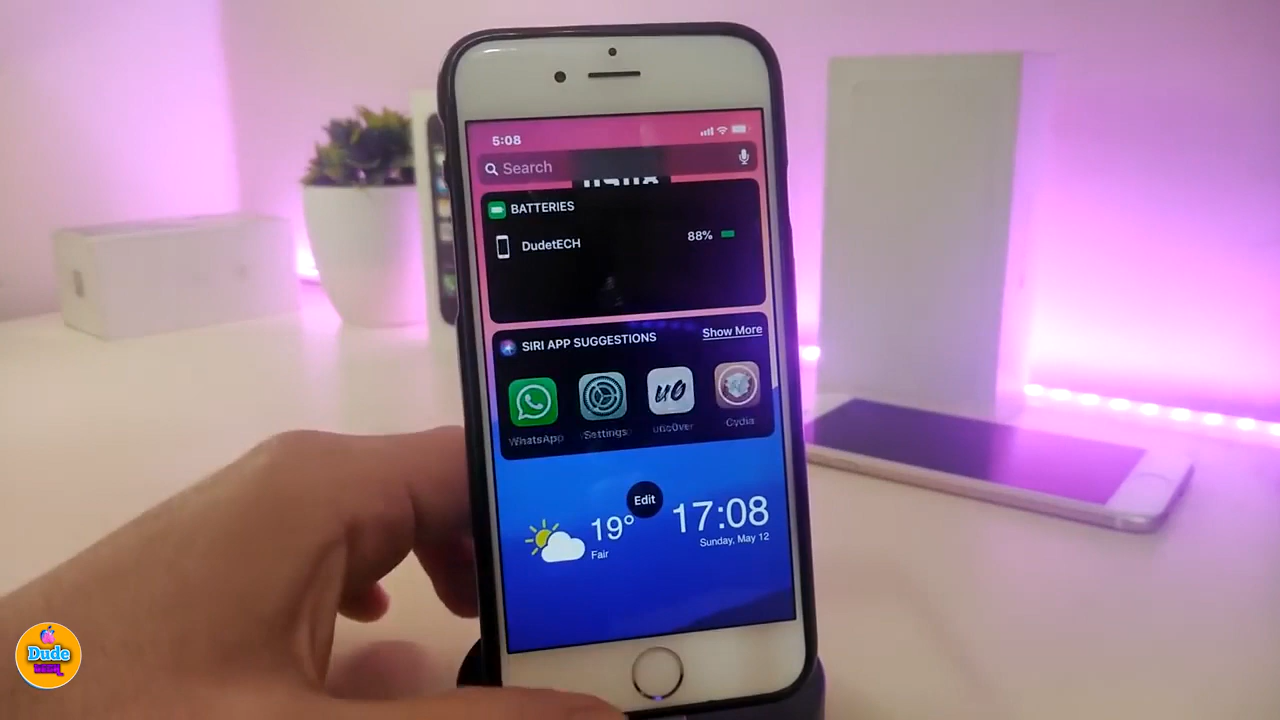 5:08
Search
BATTERIES
DudetECH
88%
SIRI APP SUGGESTIONS
Show More
WhatsApp
Settings
unc0ver
Cydia
Edit
19°
Fair
17:08
Sunday, May 12
Dude